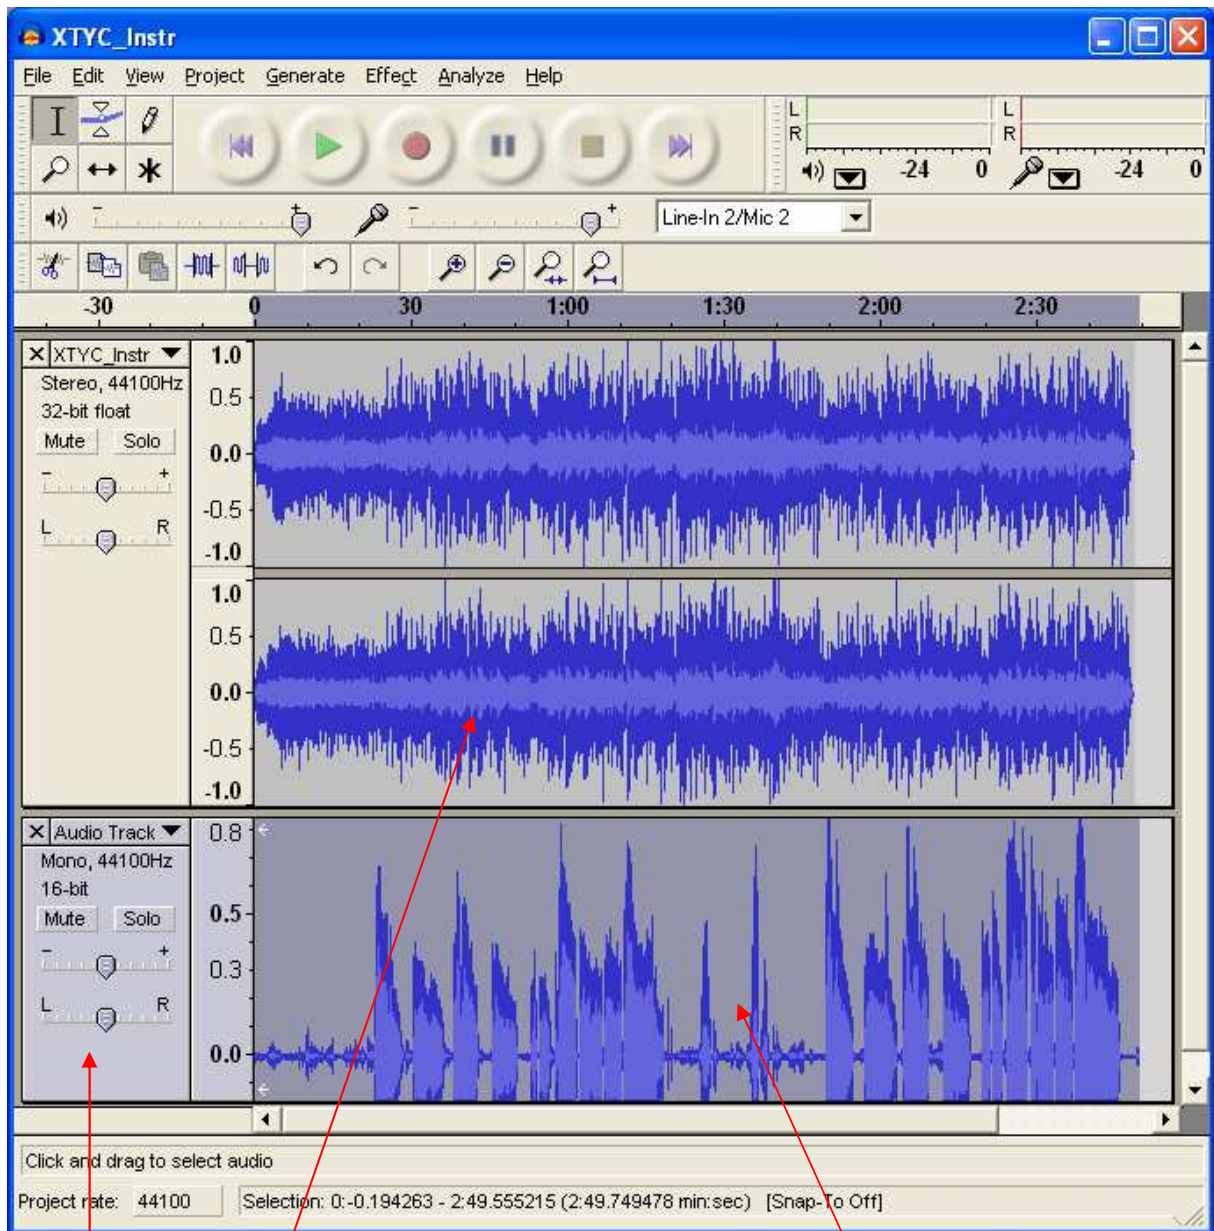 XTYC_Instr
File Edit View Project Generate Effect Analyze Help
L
R
-24 0
L
R
-24 0
Line-In 2/Mic 2
-30 0 30 1:00 1:30 2:00 2:30
XTYC_Instr
Stereo, 44100Hz
32-bit float
Mute Solo
- +
L R
1.0
0.5
0.0
-0.5
-1.0
1.0
0.5
0.0
-0.5
-1.0
Audio Track
Mono, 44100Hz
16-bit
Mute Solo
- +
L R
0.8
0.5
0.3
0.0
Click and drag to select audio
Project rate: 44100 Selection: 0:-0.194263 - 2:49.555215 (2:49.749478 min:sec) [Snap-To Off]